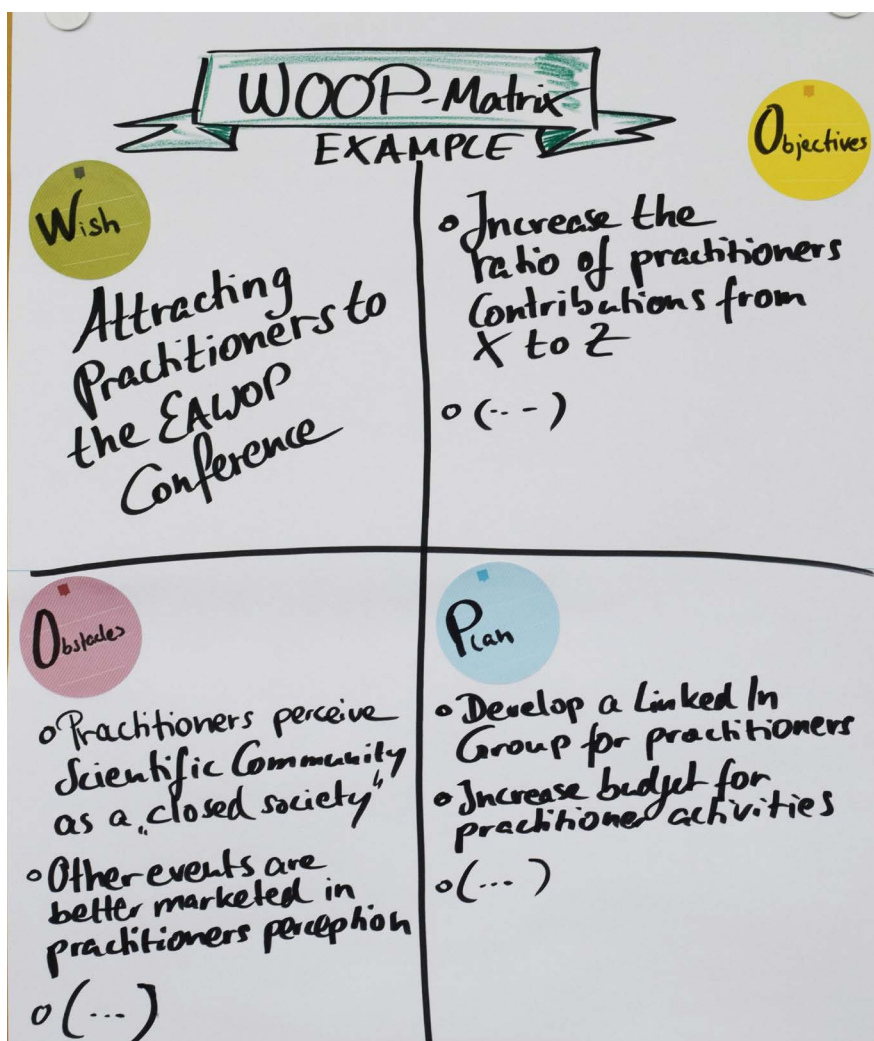 WOOP-Matrix
EXAMPLE
Wish
Attracting
Practitioners to
the EAWOP
Conference
Objectives
o Increase the
ratio of practitioners
Contributions from
X to Z
o (...)
Obstacles
o Practitioners perceive
Scientific Community
as a „closed society“
o Other events are
better marketed in
practitioners perception
o (...)
Plan
o Develop a Linked In
Group for practitioners
o Increase budget for
practitioner activities
o (...)